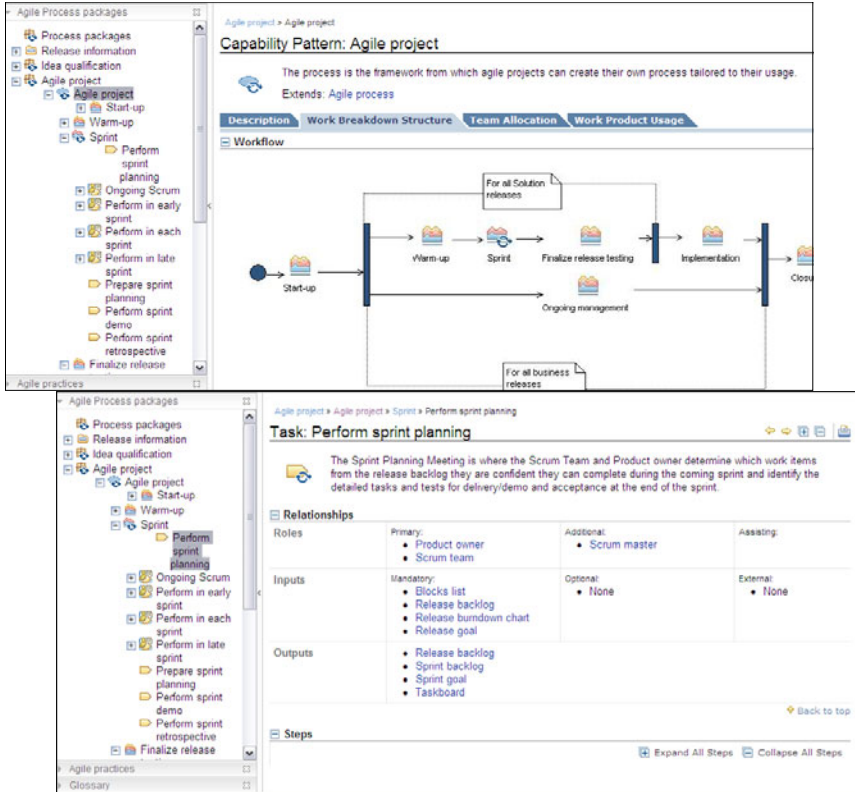 Agile Process packages
Process packages
Release information
Idea qualification
Agile project
Agile project
Start-up
Warm-up
Sprint
Perform
sprint
planning
Ongoing Scrum
Perform in early
sprint
Perform in each
sprint
Perform in late
sprint
Prepare sprint
planning
Perform sprint
demo
Perform sprint
retrospective
Finalize release
Agile practices
Agile project » Agile project
Capability Pattern: Agile project
The process is the framework from which agile projects can create their own process tailored to their usage.
Extends: Agile process
Description Work Breakdown Structure Team Allocation Work Product Usage
Workflow
For all Solution
releases
Warm-up Sprint Finalize release testing Implementation
Start-up
Closu
Ongoing management
For all business
releases
Agile Process packages
Process packages
Release information
Idea qualification
Agile project
Agile project
Start-up
Warm-up
Sprint
Perform
sprint
planning
Ongoing Scrum
Perform in early
sprint
Perform in each
sprint
Perform in late
sprint
Prepare sprint
planning
Perform sprint
demo
Perform sprint
retrospective
Finalize release
Agile practices
Glossary
Agile project » Agile project » Sprint » Perform sprint planning
Task: Perform sprint planning
The Sprint Planning Meeting is where the Scrum Team and Product owner determine which work items
from the release backlog they are confident they can complete during the coming sprint and identify the
detailed tasks and tests for delivery/demo and acceptance at the end of the sprint.
Relationships
Roles Primary: Additional: Assisting:
• Product owner • Scrum master
• Scrum team
Inputs Mandatory: Optional: External:
• Blocks list • None • None
• Release backlog
• Release burndown chart
• Release goal
Outputs • Release backlog
• Sprint backlog
• Sprint goal
• Taskboard
Back to top
Steps
Expand All Steps Collapse All Steps